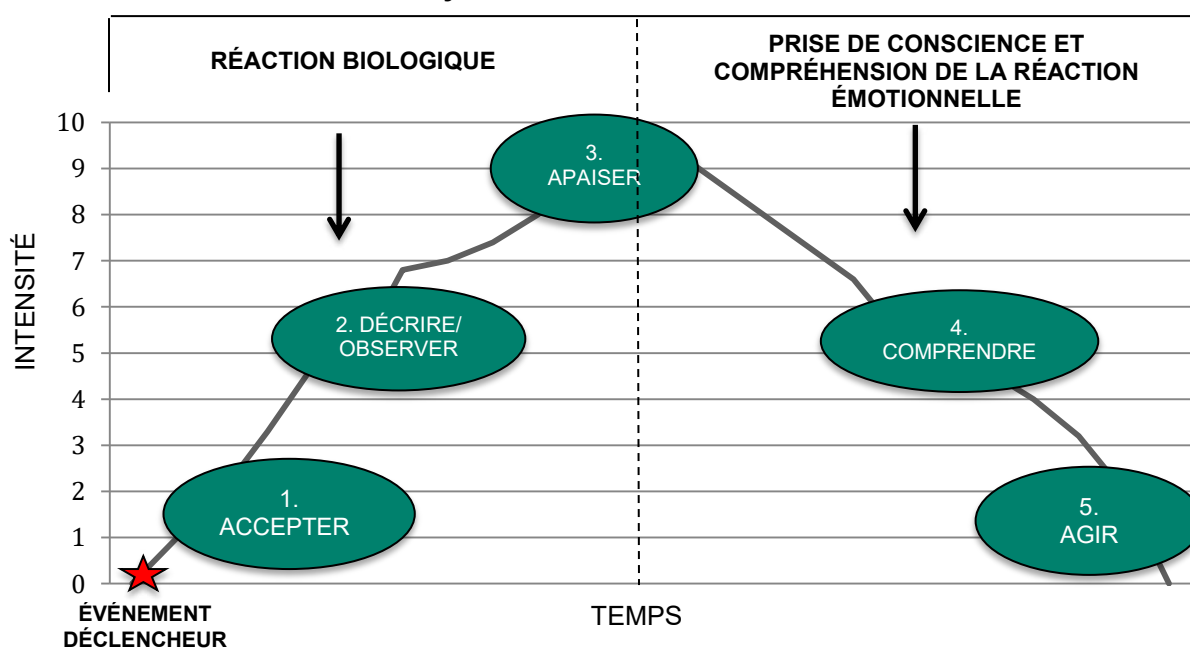 RÉACTION BIOLOGIQUE
PRISE DE CONSCIENCE ET
COMPRÉHENSION DE LA RÉACTION
ÉMOTIONNELLE
INTENSITÉ
10
9
8
7
6
5
4
3
2
1
0
3.
APAISER
2. DÉCRIRE/
OBSERVER
4.
COMPRENDRE
1.
ACCEPTER
5.
AGIR
ÉVÉNEMENT
DÉCLENCHEUR
TEMPS